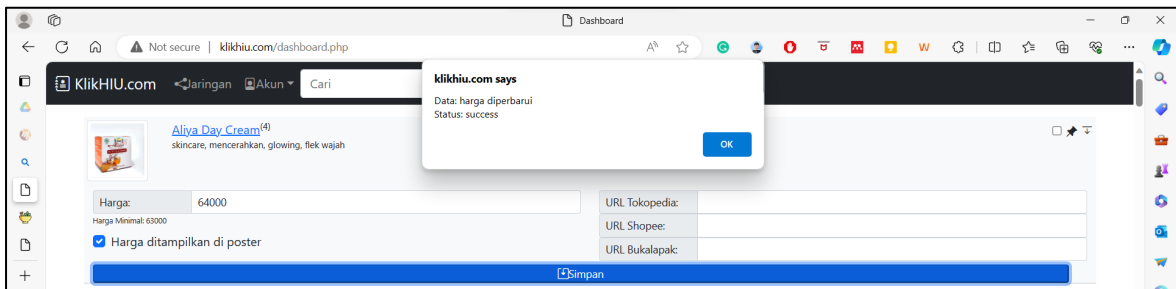 Dashboard
Not secure | klikhiu.com/dashboard.php
KlikHIU.com Jaringan Akun Cari
klikhiu.com says
Data: harga diperbarui
Status: success
OK
Aliya Day Cream(4)
skincare, mencerahkan, glowing, flek wajah
Harga: 64000
Harga Minimal: 63000
Harga ditampilkan di poster
URL Tokopedia:
URL Shopee:
URL Bukalapak:
Simpan